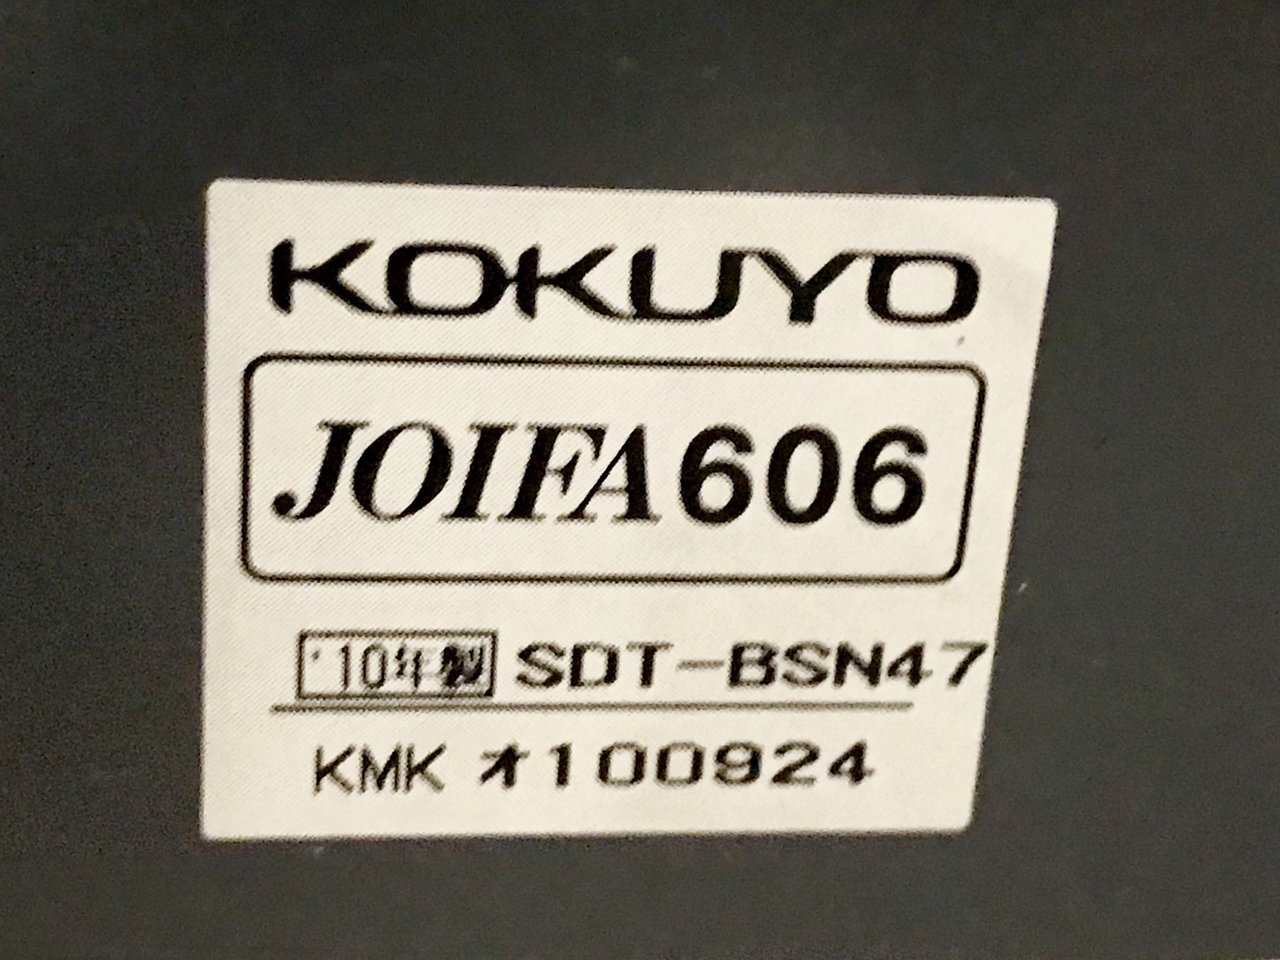 KOKUYO
JOIFA606
'10年製 SDT-BSN47
KMK オ100924